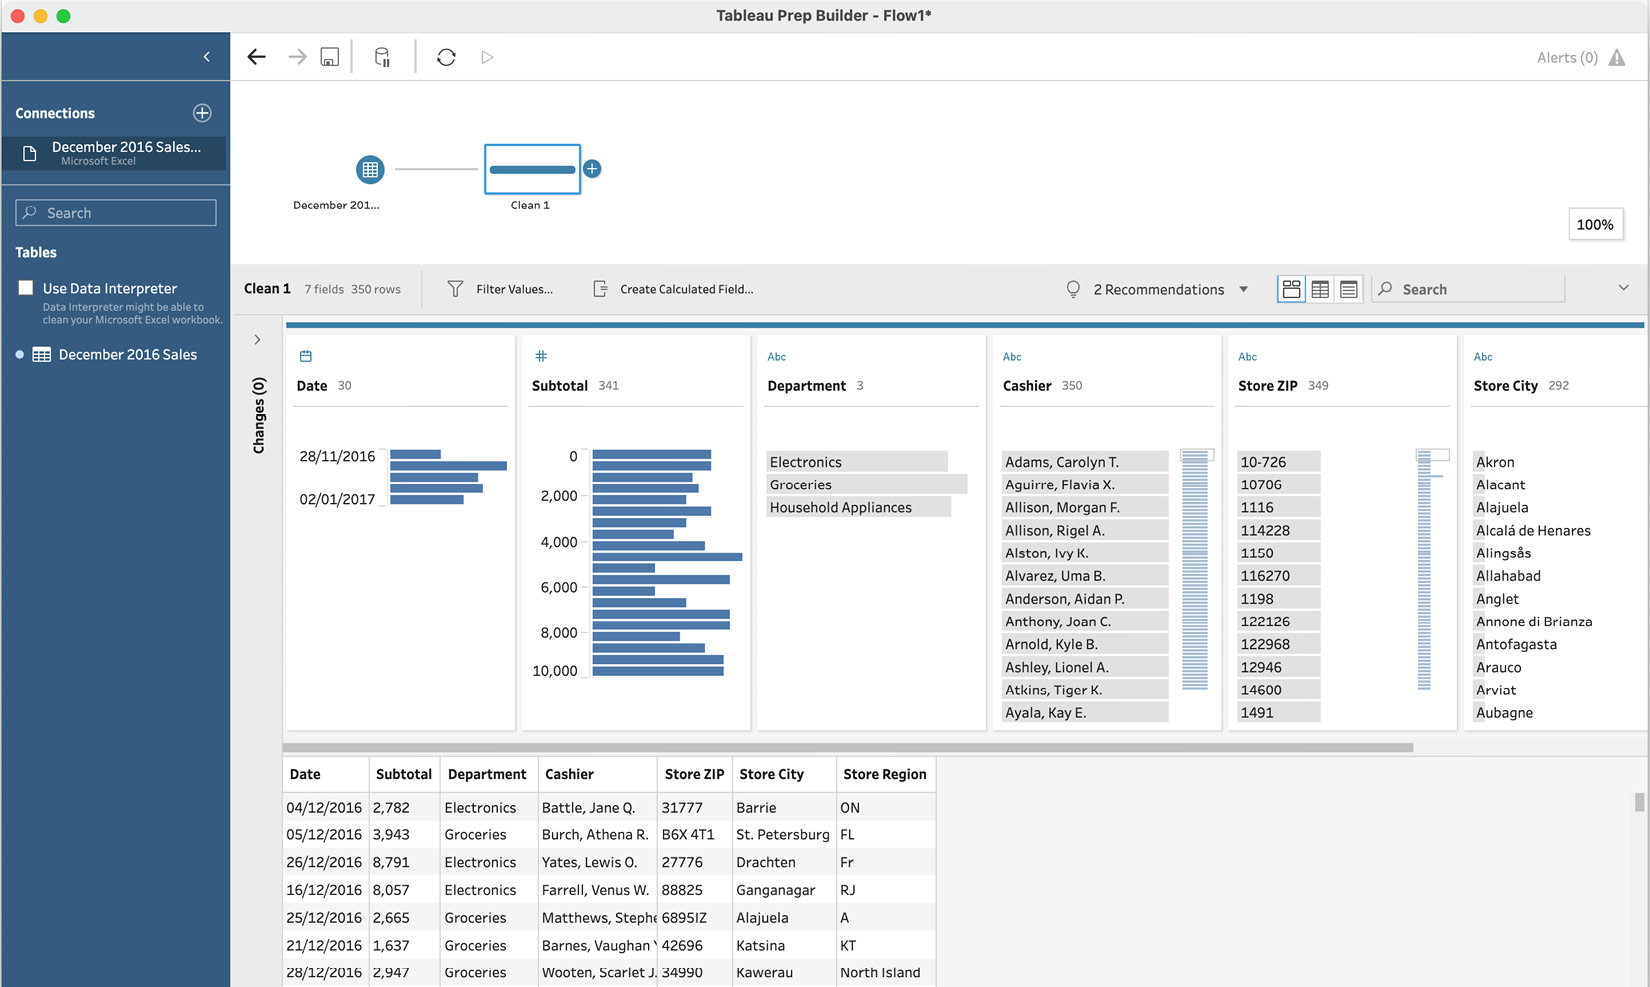 Tableau Prep Builder - Flow1*
Alerts (0)
Connections
December 2016 Sales...
Microsoft Excel
Search
Tables
Use Data Interpreter
Data Interpreter might be able to
clean your Microsoft Excel workbook.
December 2016 Sales
December 201...
Clean 1
100%
Clean 1 7 fields 350 rows Filter Values... Create Calculated Field... 2 Recommendations Search
Changes (0)
Date 30
28/11/2016
02/01/2017
# 
Subtotal 341
0
2,000
4,000
6,000
8,000
10,000
Abc
Department 3
Electronics
Groceries
Household Appliances
Abc
Cashier 350
Adams, Carolyn T.
Aguirre, Flavia X.
Allison, Morgan F.
Allison, Rigel A.
Alston, Ivy K.
Alvarez, Uma B.
Anderson, Aidan P.
Anthony, Joan C.
Arnold, Kyle B.
Ashley, Lionel A.
Atkins, Tiger K.
Ayala, Kay E.
Abc
Store ZIP 349
10-726
10706
1116
114228
1150
116270
1198
122126
122968
12946
14600
1491
Abc
Store City 292
Akron
Alacant
Alajuela
Alcalá de Henares
Alingsås
Allahabad
Anglet
Annone di Brianza
Antofagasta
Arauco
Arviat
Aubagne
Date Subtotal Department Cashier Store ZIP Store City Store Region
04/12/2016 2,782 Electronics Battle, Jane Q. 31777 Barrie ON
05/12/2016 3,943 Groceries Burch, Athena R. B6X 4T1 St. Petersburg FL
26/12/2016 8,791 Electronics Yates, Lewis O. 27776 Drachten Fr
16/12/2016 8,057 Electronics Farrell, Venus W. 88825 Ganganagar RJ
25/12/2016 2,665 Groceries Matthews, Stephe 6895IZ Alajuela A
21/12/2016 1,637 Groceries Barnes, Vaughan 42696 Katsina KT
28/12/2016 2,947 Groceries Wooten, Scarlet J. 34990 Kawerau North Island